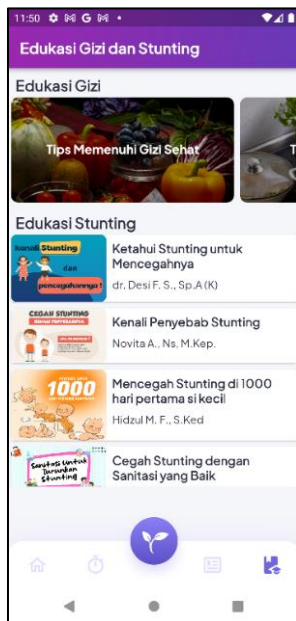 11:50
Edukasi Gizi dan Stunting
Edukasi Gizi
Tips Memenuhi Gizi Sehat
T
Edukasi Stunting
Kenali Stunting
dan
pencegahannya !
Ketahui Stunting untuk
Mencegahnya
dr. Desi F. S., Sp.A (K)
CEGAH STUNTING
Kenali Penyebab Stunting
Novita A., Ns, M.Kep.
1000
Mencegah Stunting di 1000
hari pertama si kecil
Hidzul M. F., S.Ked
Sanitasi Untuk
Turunkan
Stunting
Cegah Stunting dengan
Sanitasi yang Baik